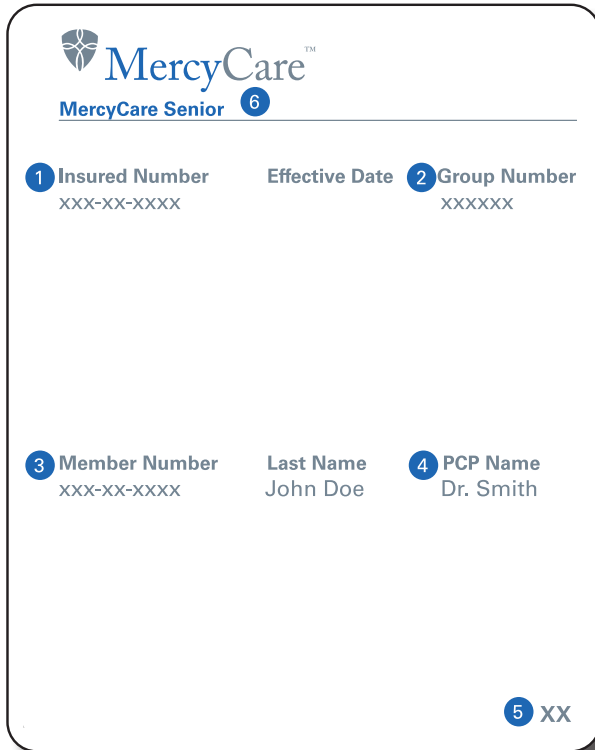 MercyCare™
MercyCare Senior 6
1 Insured Number Effective Date 2 Group Number
xxx-xx-xxxx xxxxxx
3 Member Number Last Name 4 PCP Name
xxx-xx-xxxx John Doe Dr. Smith
5 XX